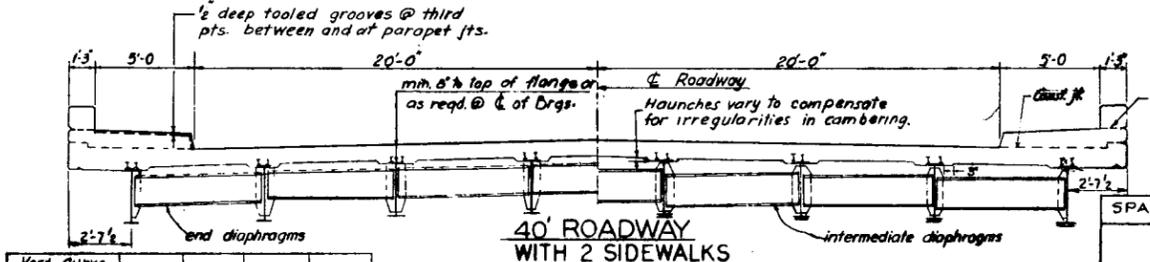 ½" deep tooled grooves @ third
pts. between and at parapet jts.
1'-3" 5'-0 20'-0" 20'-0" 5'-0 1'-3"
min. 8" to top of flange or
as reqd. @ ℄ of Brgs.
℄ Roadway
Haunches vary to compensate
for irregularities in cambering.
Const. jt.
3"
2'-7½
2'-7½
end diaphragms
intermediate diaphragms
40' ROADWAY
WITH 2 SIDEWALKS
SPA
Vert. Curve